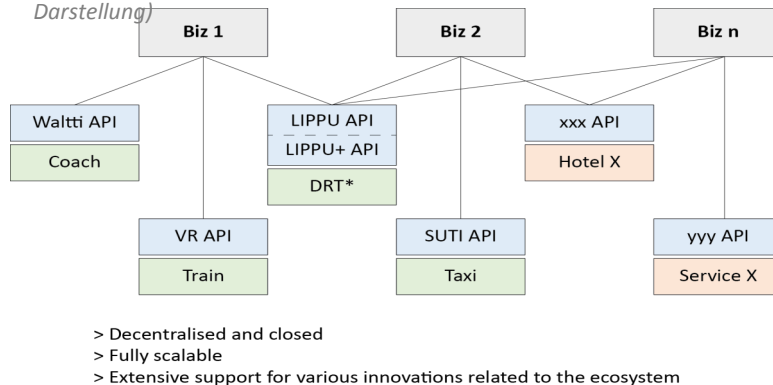 Darstellung)
Biz 1
Biz 2
Biz n
Waltti API
Coach
LIPPU API
LIPPU+ API
DRT*
xxx API
Hotel X
VR API
Train
SUTI API
Taxi
yyy API
Service X
> Decentralised and closed
> Fully scalable
> Extensive support for various innovations related to the ecosystem